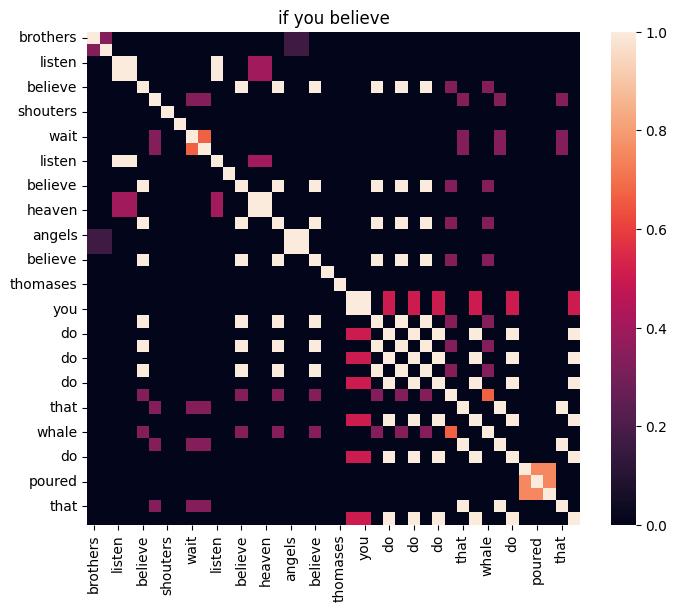 if you believe
brothers
listen
believe
shouters
wait
listen
believe
heaven
angels
believe
thomases
you
do
do
do
that
whale
do
poured
that
brothers
listen
believe
shouters
wait
listen
believe
heaven
angels
believe
thomases
you
do
do
do
that
whale
do
poured
that
1.0
0.8
0.6
0.4
0.2
0.0